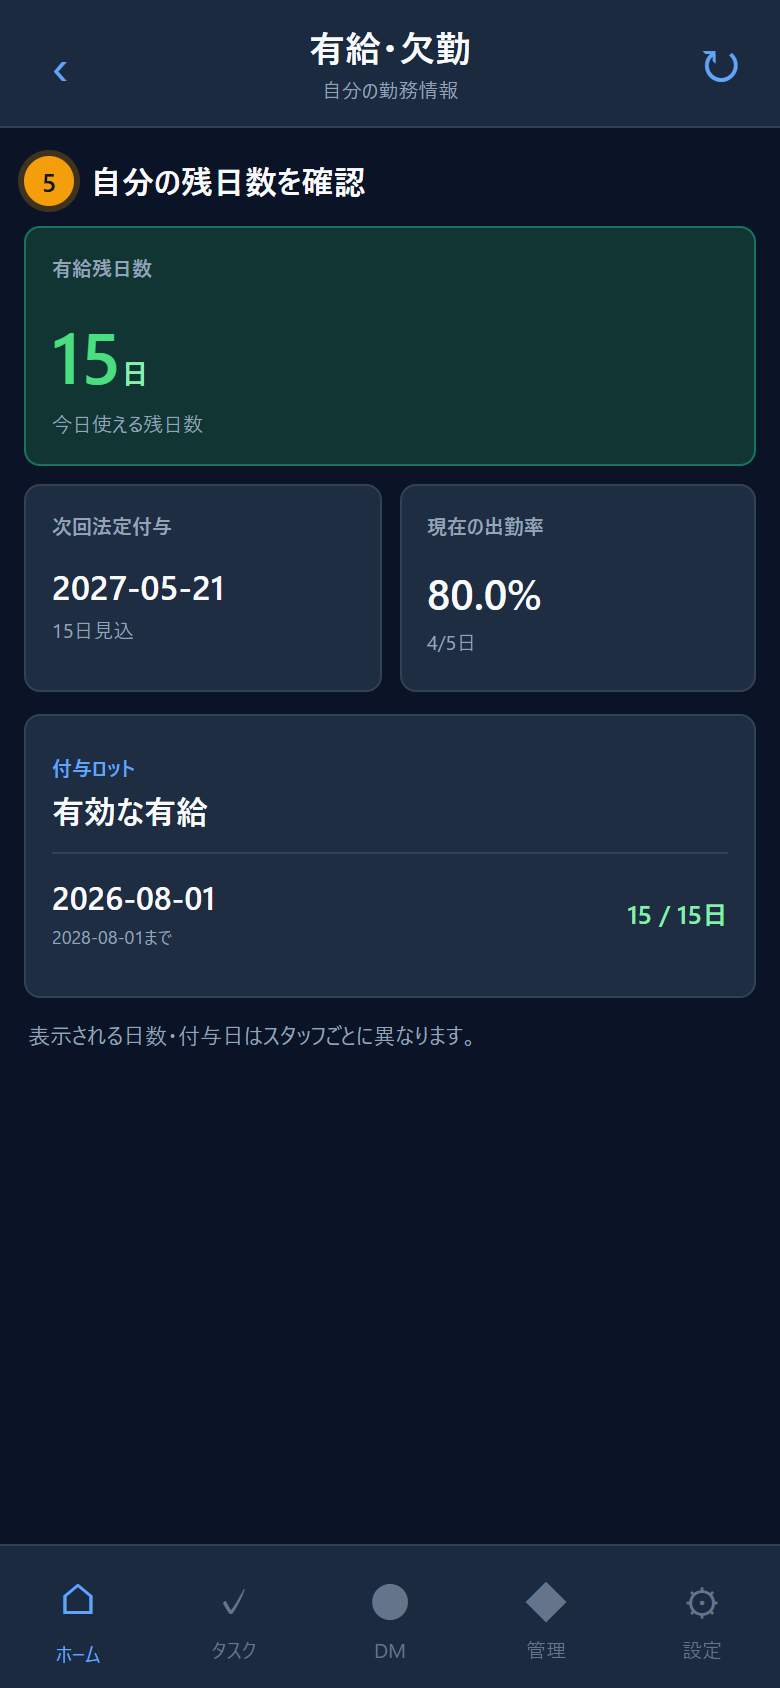 有給・欠勤
自分の勤務情報
5 自分の残日数を確認
有給残日数
15日
今日使える残日数
次回法定付与
2027-05-21
15日見込
現在の出勤率
80.0%
4/5日
付与ロット
有効な有給
2026-08-01
2028-08-01まで
15 / 15日
表示される日数・付与日はスタッフごとに異なります。
ホーム
タスク
DM
管理
設定